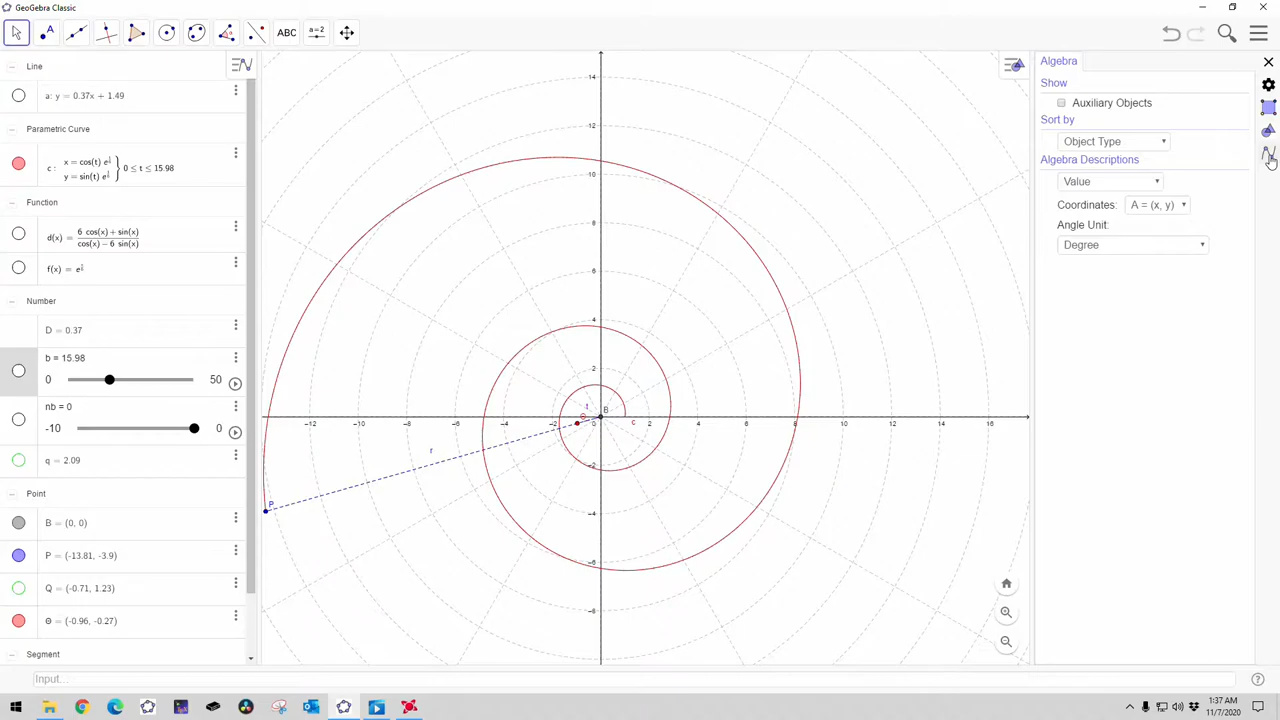 GeoGebra Classic
ABC
a=2
Line
a: y = 0.37x + 1.49
Parametric Curve
c:
x = cos(t) e
y = sin(t) e
0 ≤ t ≤ 15.98
Function
d(x) = 6 cos(x) + sin(x) / cos(x) − 6 sin(x)
f(x) = e
Number
D = 0.37
b = 15.98
0
50
nb = 0
-10
0
q = 2.09
Point
B = (0, 0)
P = (-13.81, -3.9)
Q = (-0.71, 1.23)
Θ = (-0.96, -0.27)
Segment
14
12
10
8
6
4
2
-2
-4
-6
-8
-12
-10
-8
-6
-4
-2
0
2
4
6
8
10
12
14
16
B
1
Θ
c
r
P
Algebra
Show
Auxiliary Objects
Sort by
Object Type
Algebra Descriptions
Value
Coordinates: A = (x, y)
Angle Unit:
Degree
Input...
1:37 AM
11/7/2020